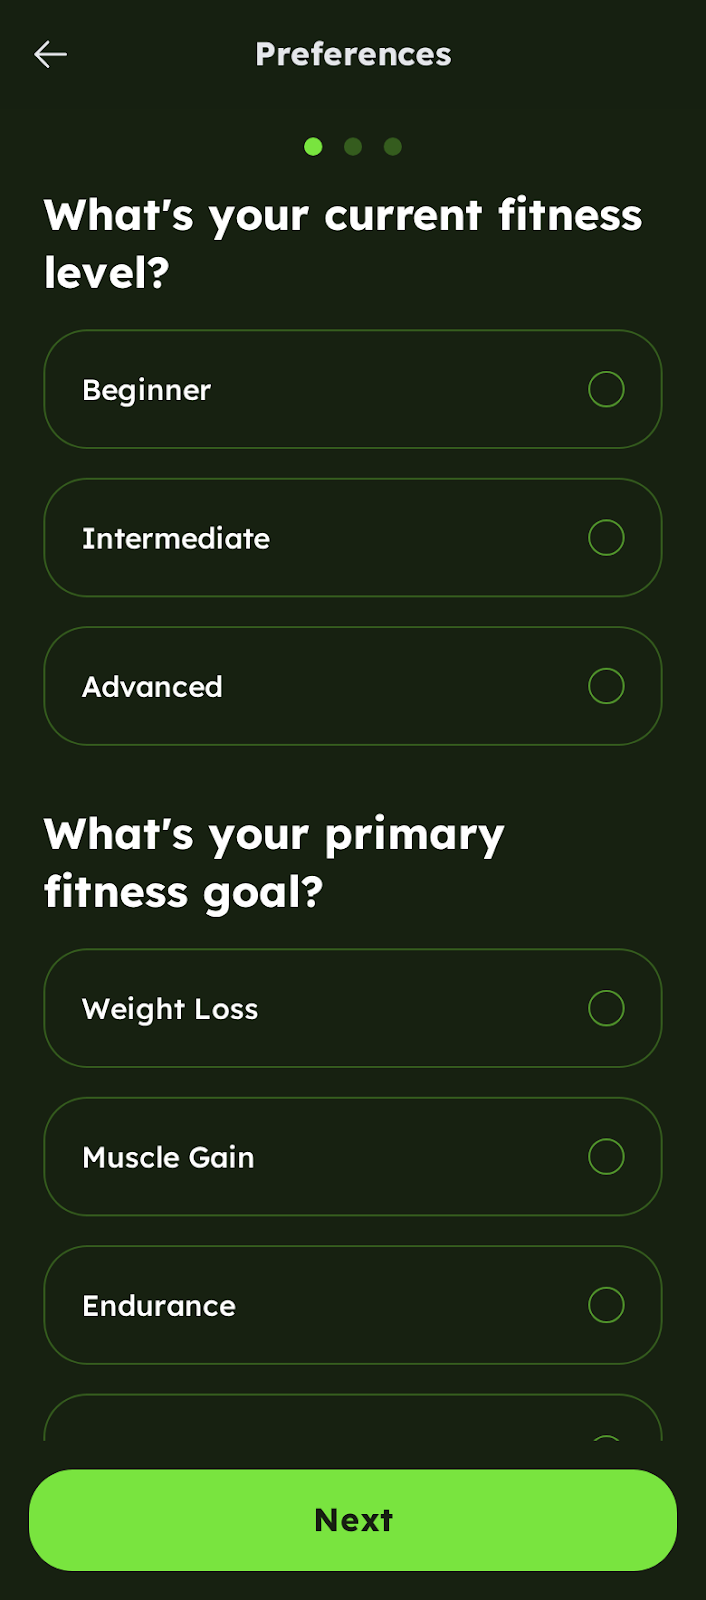 Preferences
What's your current fitness
level?
Beginner
Intermediate
Advanced
What's your primary
fitness goal?
Weight Loss
Muscle Gain
Endurance
Next